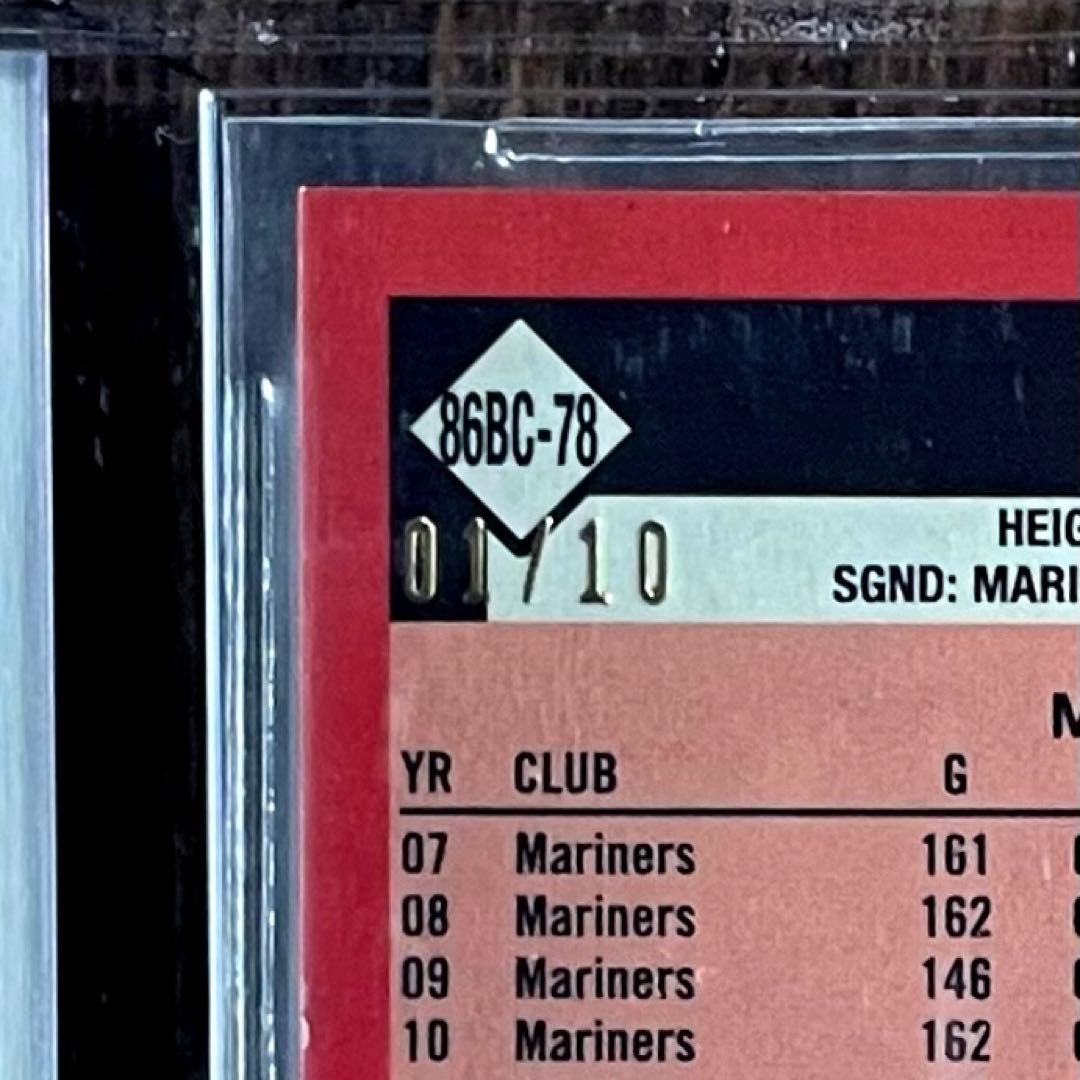 86BC-78
01/10
HEIG
SGND: MARI
M
YR CLUB G
07 Mariners 161
08 Mariners 162
09 Mariners 146
10 Mariners 162